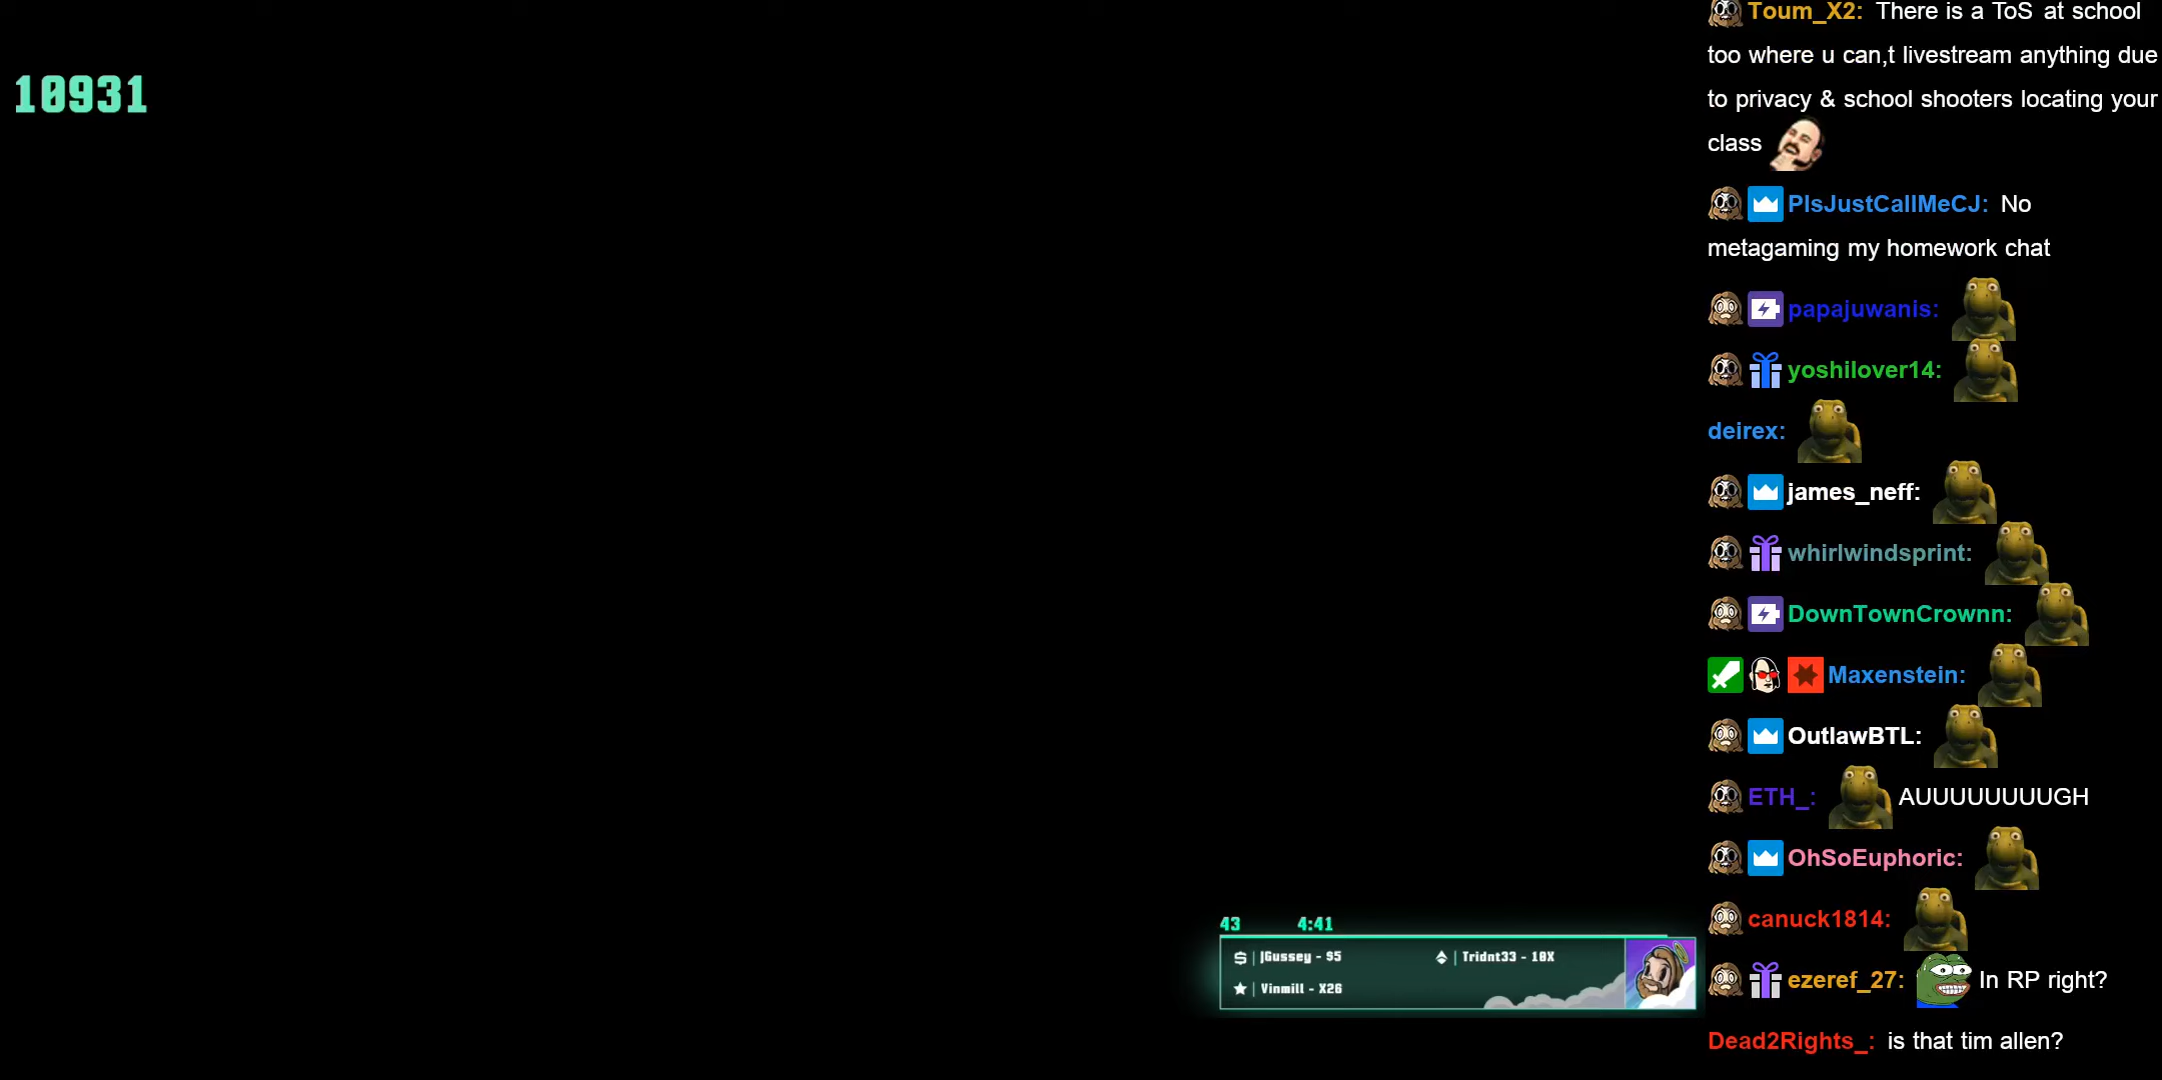 10931
Toum_X2: There is a ToS at school
too where u can,t livestream anything due
to privacy & school shooters locating your
class
PlsJustCallMeCJ: No
metagaming my homework chat
papajuwanis:
yoshilover14:
deirex:
james_neff:
whirlwindsprint:
DownTownCrownn:
Maxenstein:
OutlawBTL:
ETH_: AUUUUUUUUGH
OhSoEuphoric:
canuck1814:
ezeref_27: In RP right?
Dead2Rights_: is that tim allen?
43 4:41
$ | JGussey - $5 | Tridnt33 - 10X
| Vinmill - X26